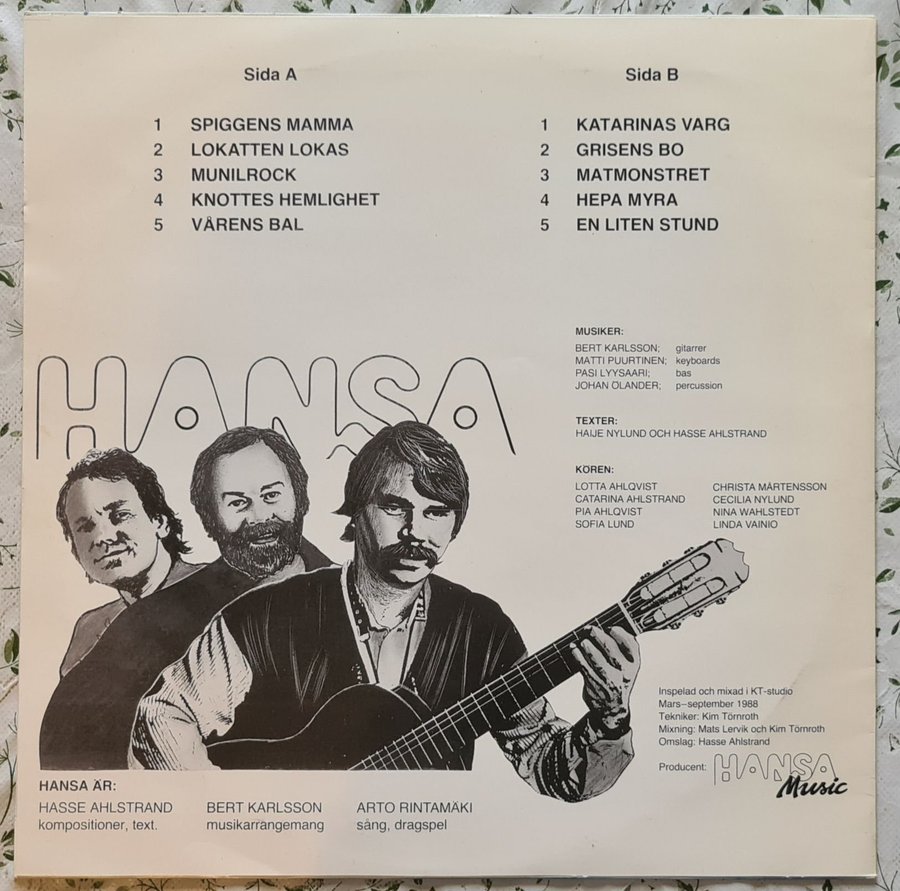 Sida A
1 SPIGGENS MAMMA
2 LOKATTEN LOKAS
3 MUNILROCK
4 KNOTTES HEMLIGHET
5 VÅRENS BAL
Sida B
1 KATARINAS VARG
2 GRISENS BO
3 MATMONSTRET
4 HEPA MYRA
5 EN LITEN STUND
HANSA
MUSIKER:
BERT KARLSSON; gitarrer
MATTI PUURTINEN; keyboards
PASI LYYSAARI; bas
JOHAN ÖLANDER; percussion
TEXTER:
HAIJE NYLUND OCH HASSE AHLSTRAND
KÖREN:
LOTTA AHLQVIST
CATARINA AHLSTRAND
PIA AHLQVIST
SOFIA LUND
CHRISTA MÅRTENSSON
CECILIA NYLUND
NINA WAHLSTEDT
LINDA VAINIO
Inspelad och mixad i KT-studio
Mars–september 1988
Tekniker: Kim Törnroth
Mixning: Mats Lervik och Kim Törnroth
Omslag: Hasse Ahlstrand
Producent: HANSA
Music
HANSA ÄR:
HASSE AHLSTRAND
kompositioner, text.
BERT KARLSSON
musikarrangemang
ARTO RINTAMÄKI
sång, dragspel